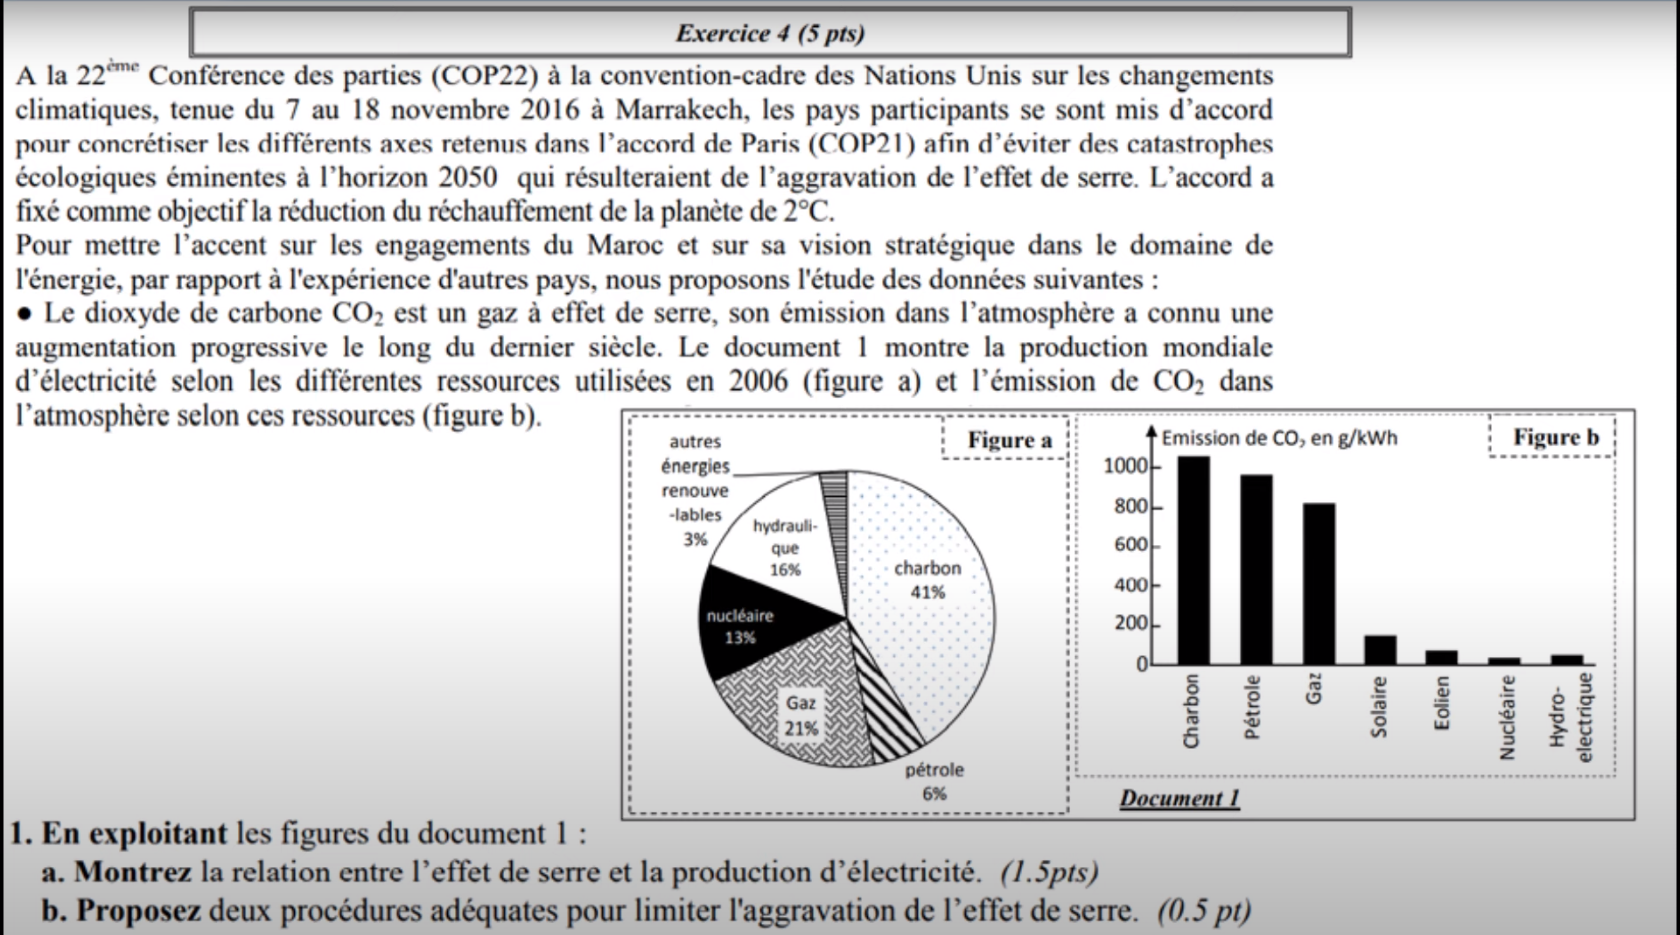 Exercice 4 (5 pts)
A la 22ème Conférence des parties (COP22) à la convention-cadre des Nations Unis sur les changements
climatiques, tenue du 7 au 18 novembre 2016 à Marrakech, les pays participants se sont mis d'accord
pour concrétiser les différents axes retenus dans l'accord de Paris (COP21) afin d'éviter des catastrophes
écologiques éminentes à l'horizon 2050 qui résulteraient de l'aggravation de l'effet de serre. L'accord a
fixé comme objectif la réduction du réchauffement de la planète de 2°C.
Pour mettre l'accent sur les engagements du Maroc et sur sa vision stratégique dans le domaine de
l'énergie, par rapport à l'expérience d'autres pays, nous proposons l'étude des données suivantes :
● Le dioxyde de carbone CO₂ est un gaz à effet de serre, son émission dans l'atmosphère a connu une
augmentation progressive le long du dernier siècle. Le document 1 montre la production mondiale
d'électricité selon les différentes ressources utilisées en 2006 (figure a) et l'émission de CO₂ dans
l'atmosphère selon ces ressources (figure b).
Figure a
autres
énergies
renouve
-lables
3%
hydrauli-
que
16%
charbon
41%
nucléaire
13%
Gaz
21%
pétrole
6%
Figure b
Emission de CO₂ en g/kWh
1000
800
600
400
200
0
Charbon
Pétrole
Gaz
Solaire
Eolien
Nucléaire
Hydro-
electrique
Document 1
1. En exploitant les figures du document 1 :
a. Montrez la relation entre l'effet de serre et la production d'électricité. (1.5pts)
b. Proposez deux procédures adéquates pour limiter l'aggravation de l'effet de serre. (0.5 pt)